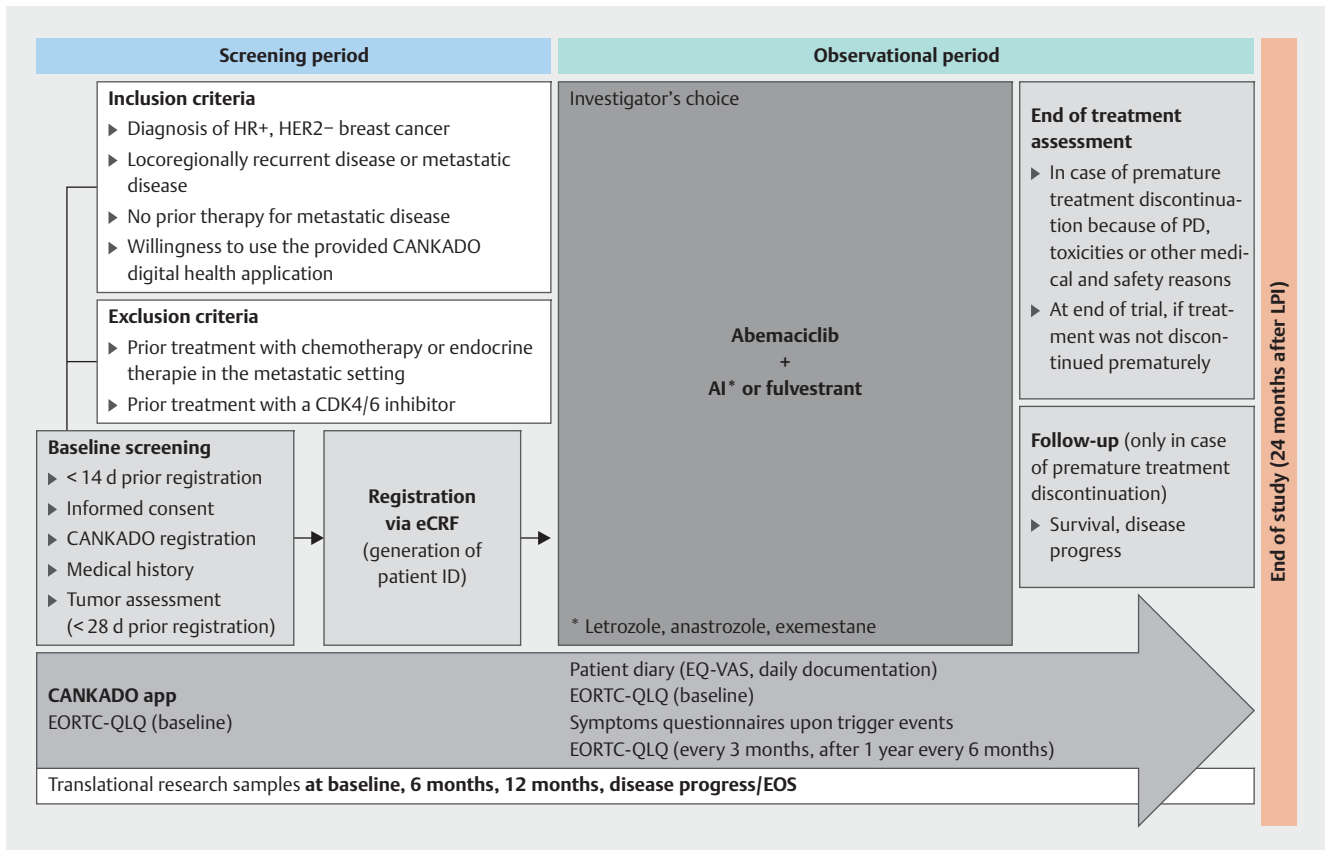 Screening period
Observational period
Inclusion criteria
▶ Diagnosis of HR+, HER2− breast cancer
▶ Locoregionally recurrent disease or metastatic
disease
▶ No prior therapy for metastatic disease
▶ Willingness to use the provided CANKADO
digital health application
Exclusion criteria
▶ Prior treatment with chemotherapy or endocrine
therapie in the metastatic setting
▶ Prior treatment with a CDK4/6 inhibitor
Baseline screening
▶ < 14 d prior registration
▶ Informed consent
▶ CANKADO registration
▶ Medical history
▶ Tumor assessment
(< 28 d prior registration)
Registration
via eCRF
(generation of
patient ID)
Investigator's choice
Abemaciclib
+
AI* or fulvestrant
* Letrozole, anastrozole, exemestane
End of treatment
assessment
▶ In case of premature
treatment discontinua-
tion because of PD,
toxicities or other medi-
cal and safety reasons
▶ At end of trial, if treat-
ment was not discon-
tinued prematurely
Follow-up (only in case
of premature treatment
discontinuation)
▶ Survival, disease
progress
End of study (24 months after LPI)
CANKADO app
EORTC-QLQ (baseline)
Patient diary (EQ-VAS, daily documentation)
EORTC-QLQ (baseline)
Symptoms questionnaires upon trigger events
EORTC-QLQ (every 3 months, after 1 year every 6 months)
Translational research samples at baseline, 6 months, 12 months, disease progress/EOS